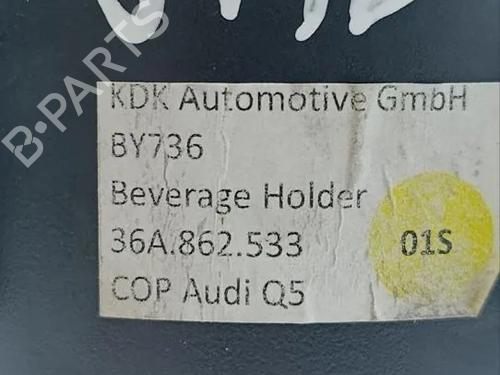 B-PARTS
KDK Automotive GmbH
BY736
Beverage Holder
36A.862.533 01S
COP Audi Q5